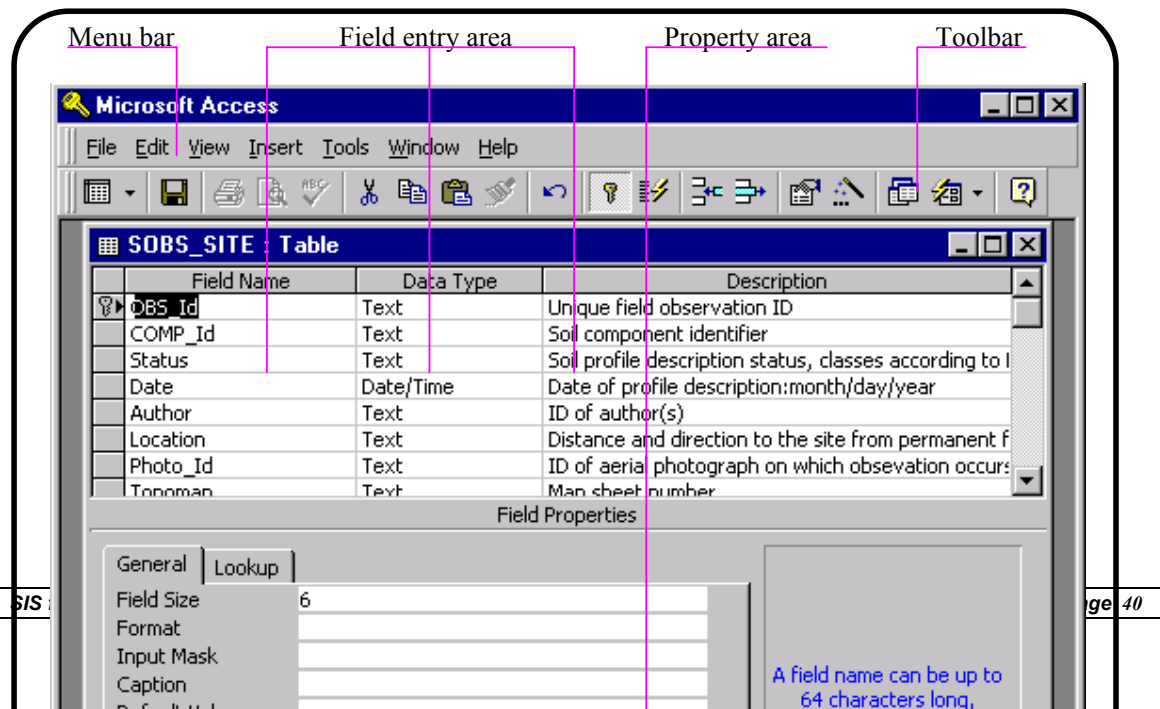 Menu bar Field entry area Property area Toolbar
Microsoft Access
File Edit View Insert Tools Window Help
ABC
SOBS_SITE : Table
Field Name Data Type Description
OBS_Id Text Unique field observation ID
COMP_Id Text Soil component identifier
Status Text Soil profile description status, classes according to
Date Date/Time Date of profile description:month/day/year
Author Text ID of author(s)
Location Text Distance and direction to the site from permanent
Photo_Id Text ID of aerial photograph on which obsevation occurs
Topomap Text Map sheet number
Field Properties
General Lookup
Field Size 6
SIS 40
Format
Input Mask
Caption
A field name can be up to
64 characters long,